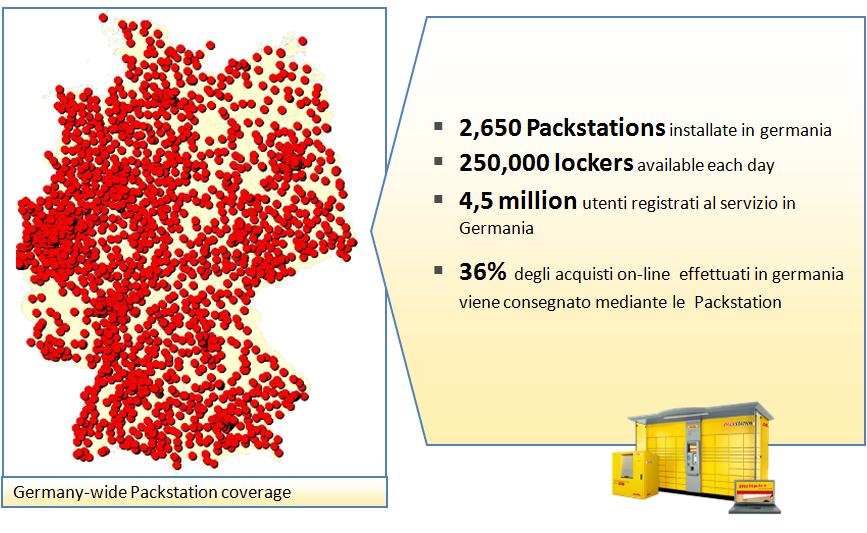 2,650 Packstations installate in germania
250,000 lockers available each day
4,5 million utenti registrati al servizio in
Germania
36% degli acquisti on-line effettuati in germania
viene consegnato mediante le Packstation
PACKSTATION
Germany-wide Packstation coverage